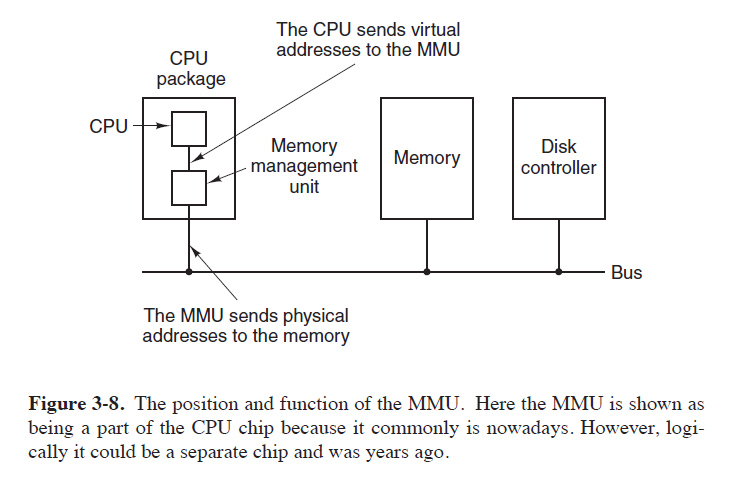 The CPU sends virtual
addresses to the MMU
CPU
package
CPU
Memory
management
unit
Memory
Disk
controller
Bus
The MMU sends physical
addresses to the memory
Figure 3-8. The position and function of the MMU. Here the MMU is shown as
being a part of the CPU chip because it commonly is nowadays. However, logi-
cally it could be a separate chip and was years ago.